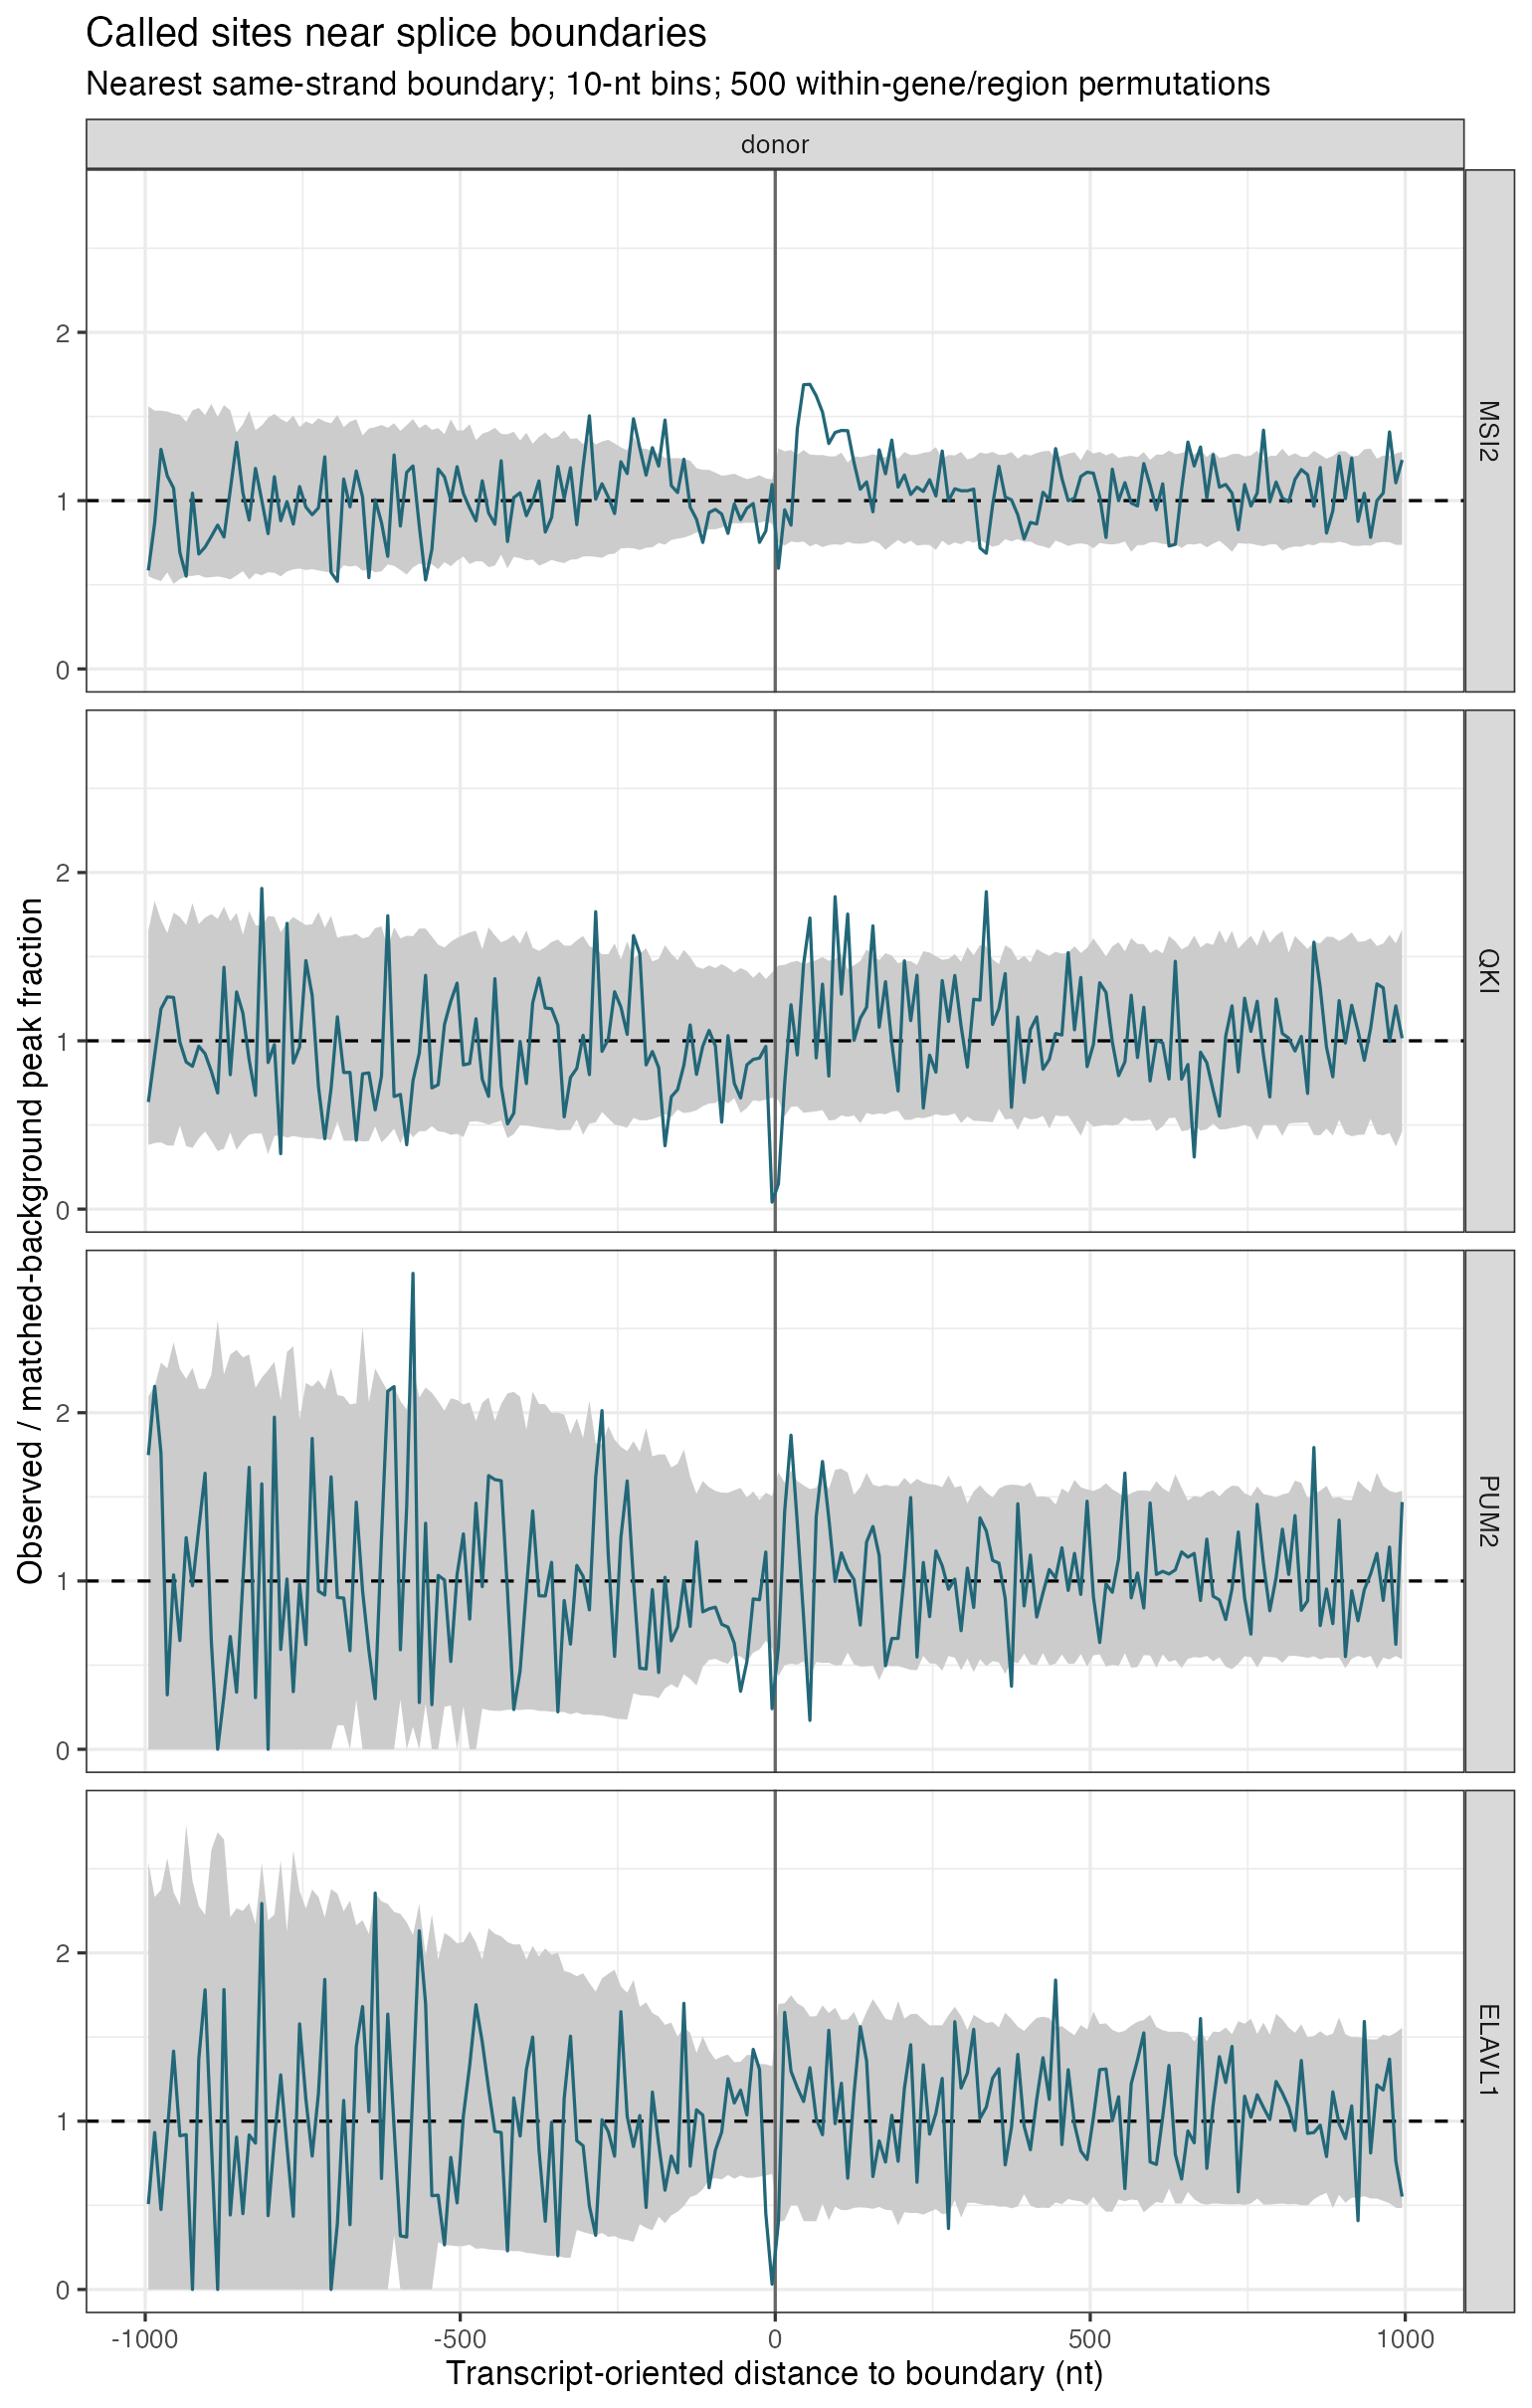 Called sites near splice boundaries
Nearest same-strand boundary; 10-nt bins; 500 within-gene/region permutations
donor
Observed / matched-background peak fraction
2
1
0
MSI2
2
1
0
QKI
2
1
0
PUM2
2
1
0
ELAVL1
-1000
-500
0
500
1000
Transcript-oriented distance to boundary (nt)